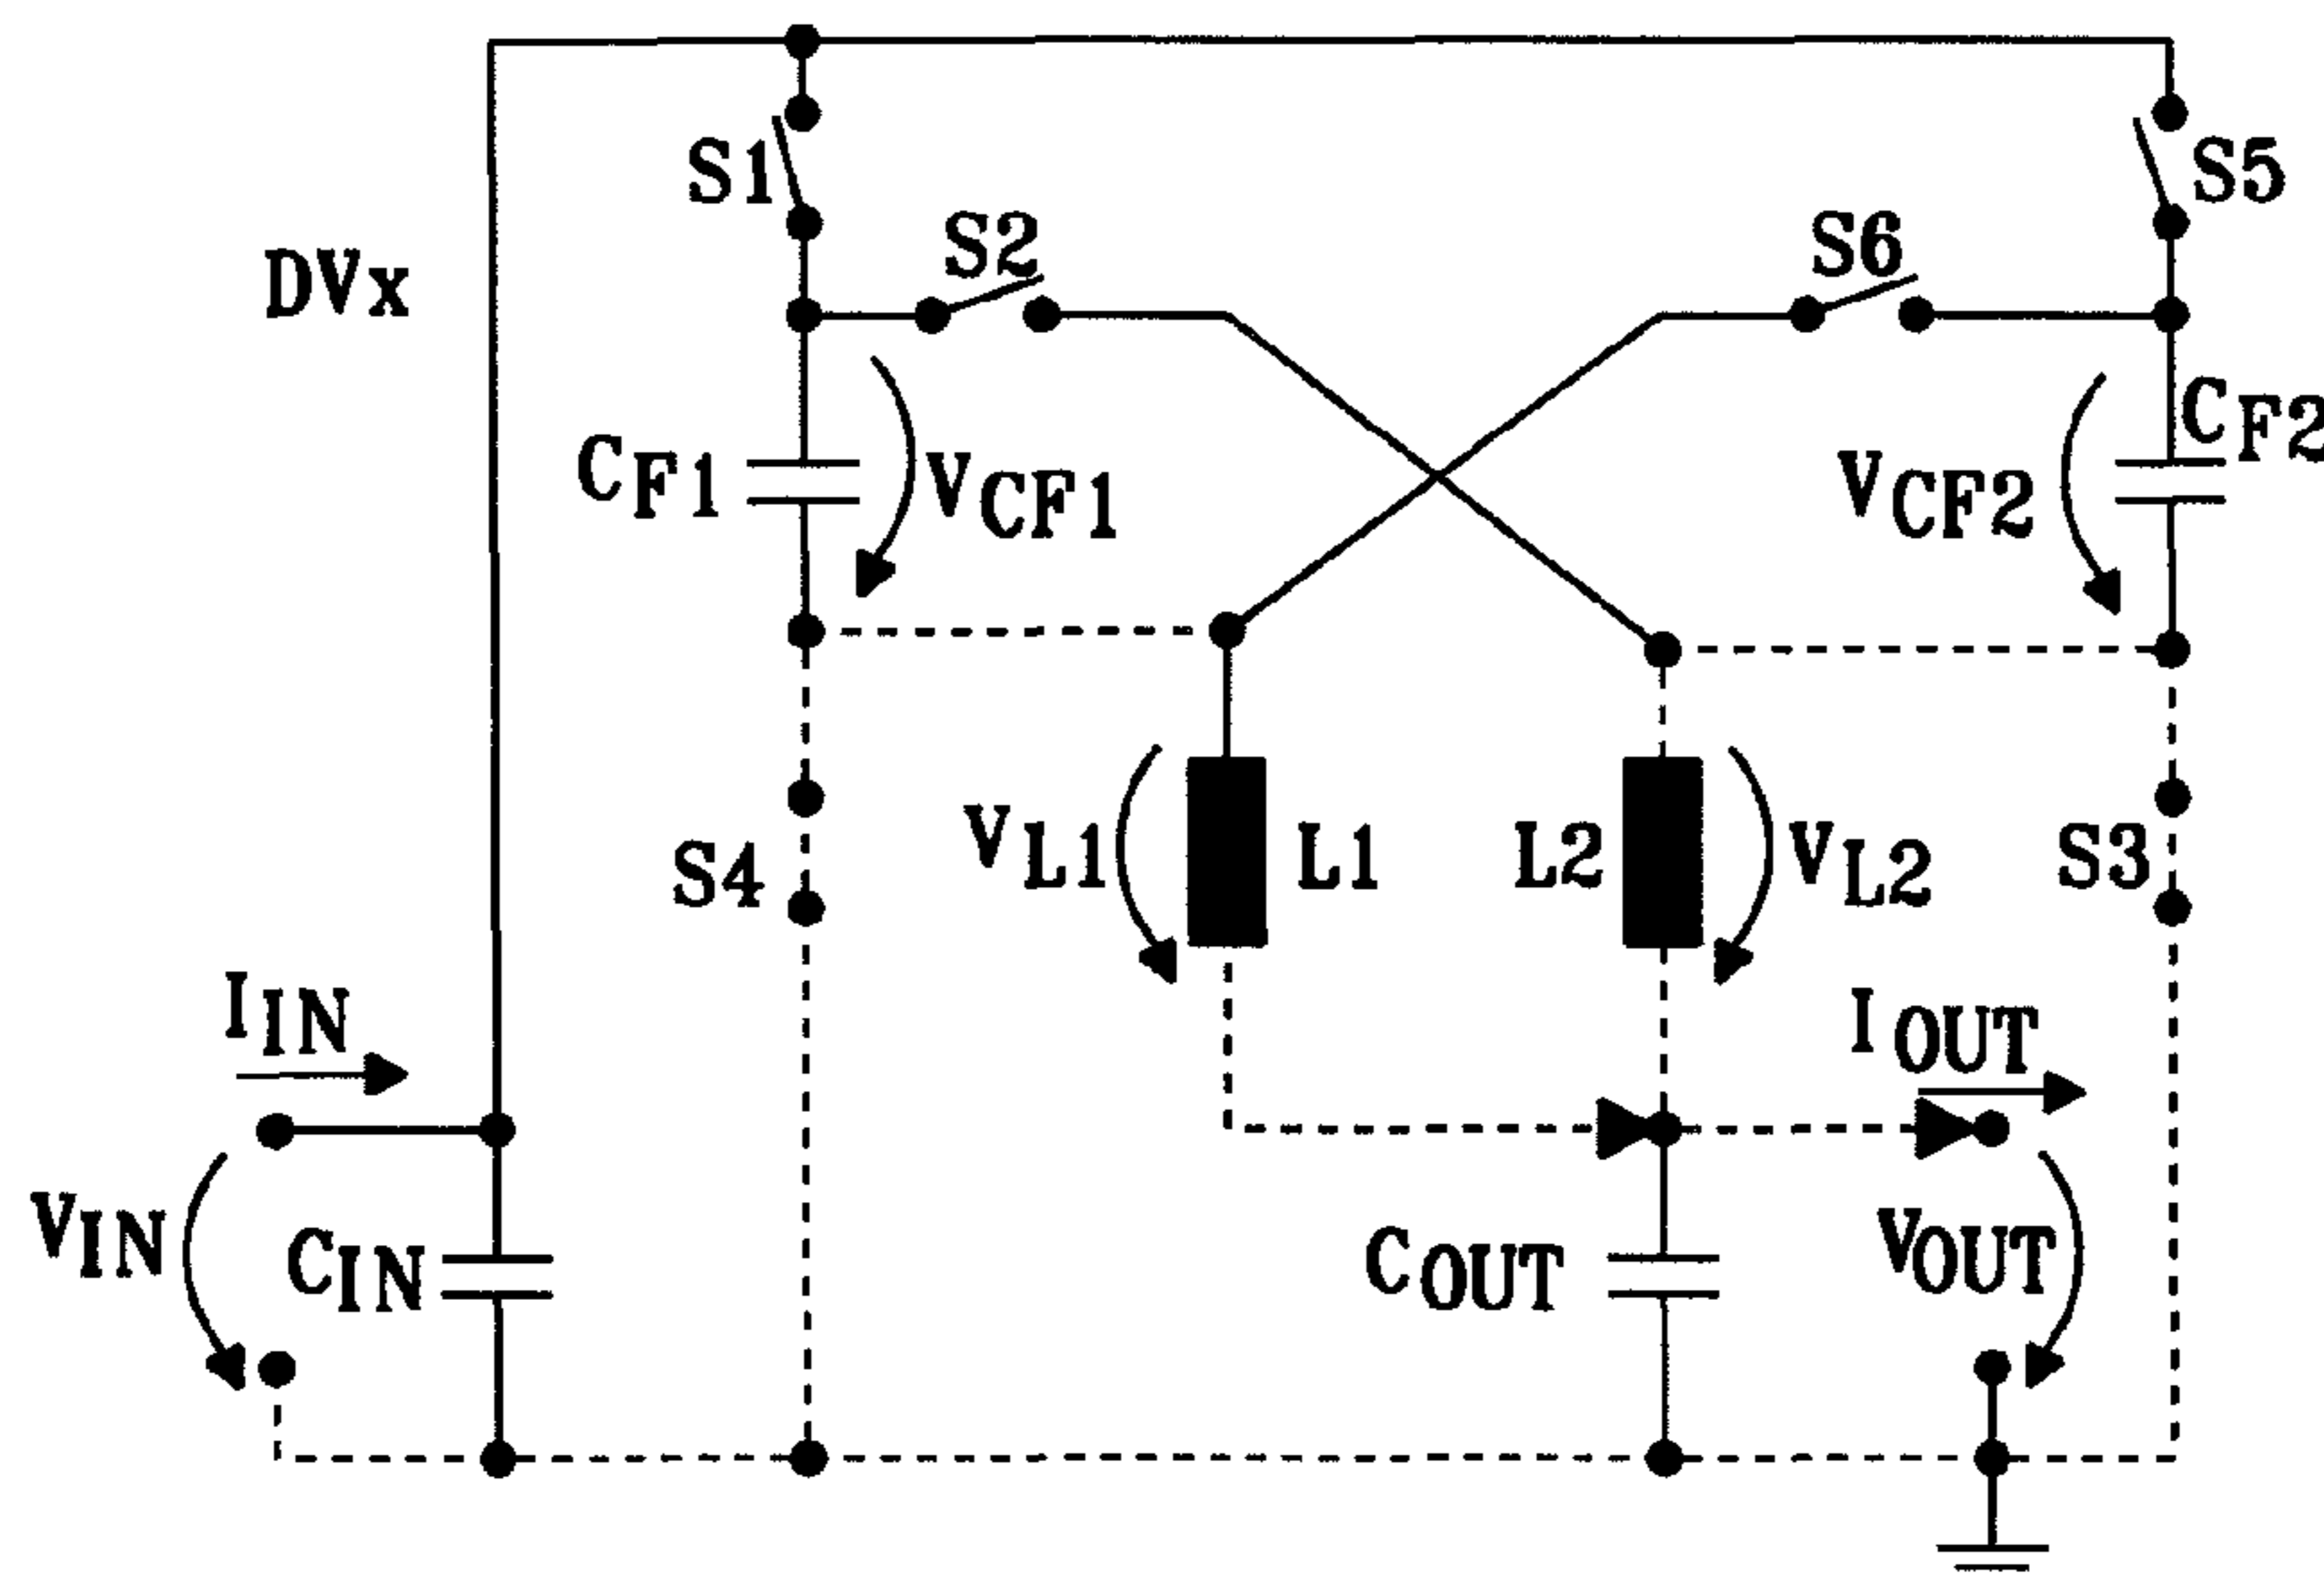 S1
S5
S2
S6
DVx
CF1
VCF1
VCF2
CF2
S4
VL1
L1
L2
VL2
S3
IIN
IOUT
VIN
CIN
COUT
VOUT